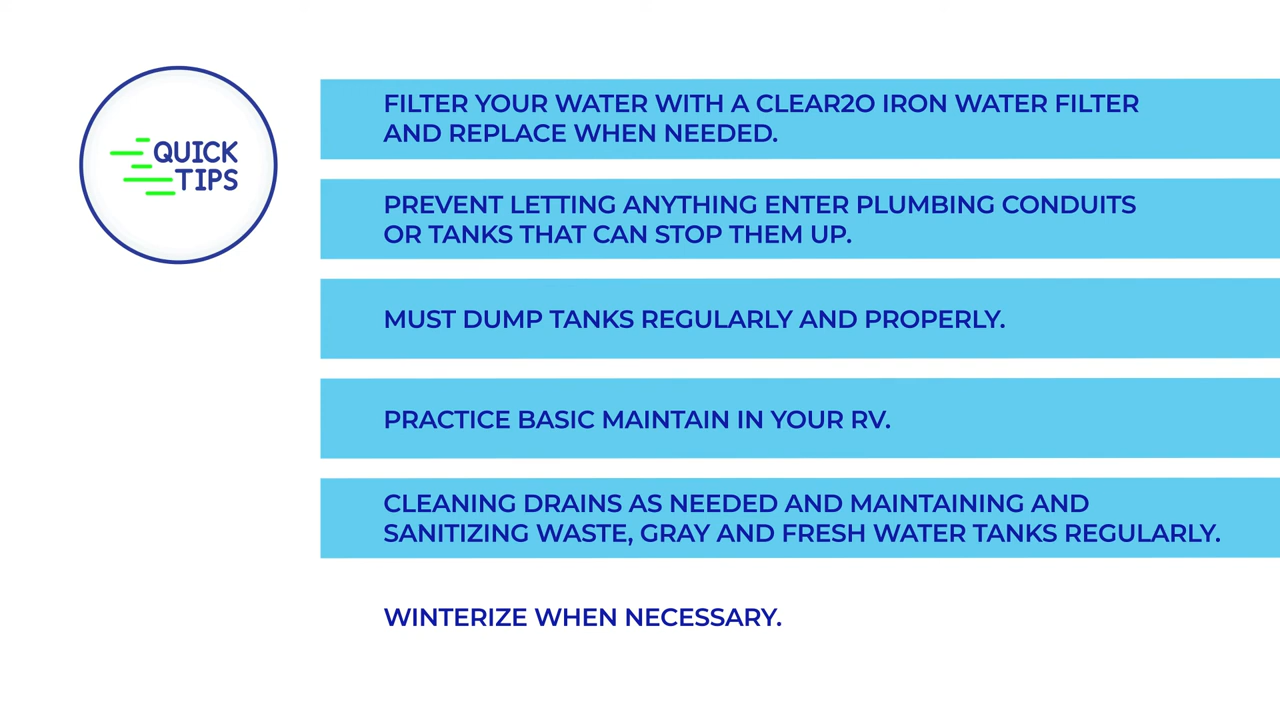 QUICK
TIPS
FILTER YOUR WATER WITH A CLEAR2O IRON WATER FILTER
AND REPLACE WHEN NEEDED.
PREVENT LETTING ANYTHING ENTER PLUMBING CONDUITS
OR TANKS THAT CAN STOP THEM UP.
MUST DUMP TANKS REGULARLY AND PROPERLY.
PRACTICE BASIC MAINTAIN IN YOUR RV.
CLEANING DRAINS AS NEEDED AND MAINTAINING AND
SANITIZING WASTE, GRAY AND FRESH WATER TANKS REGULARLY.
WINTERIZE WHEN NECESSARY.